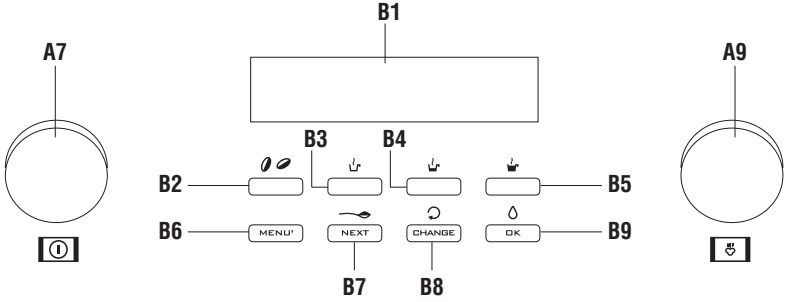 B1
A7 A9
B3 B4
B2 B5
B6 MENU' NEXT CHANGE OK B9
B7 B8